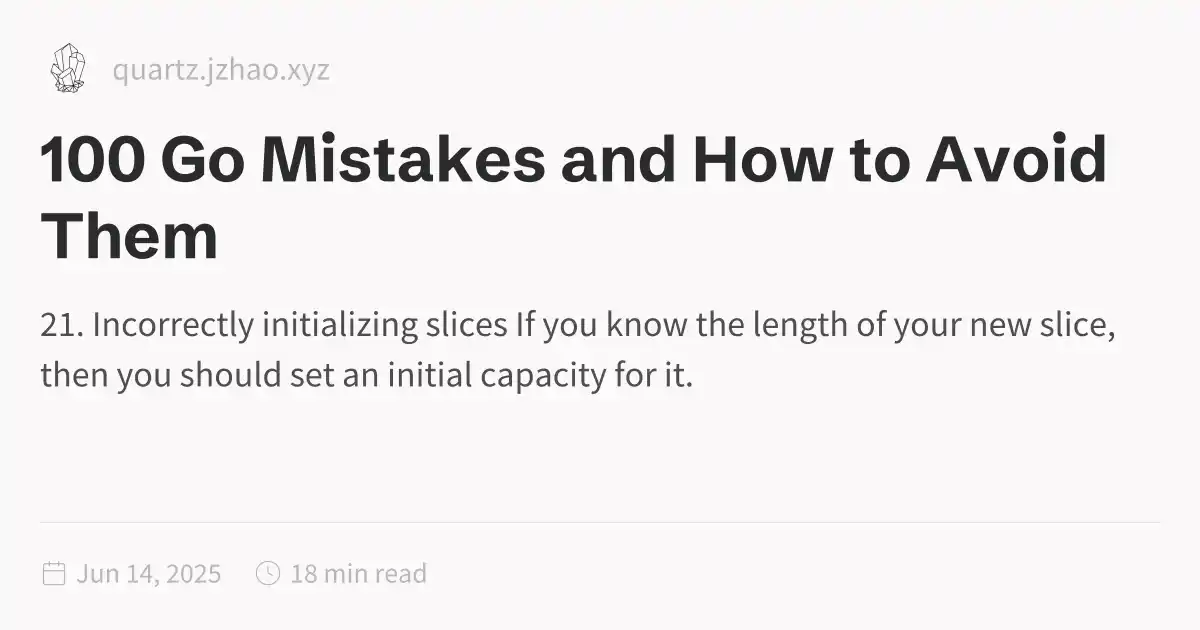 quartz.jzhao.xyz
100 Go Mistakes and How to Avoid
Them
21. Incorrectly initializing slices If you know the length of your new slice,
then you should set an initial capacity for it.
Jun 14, 2025 18 min read